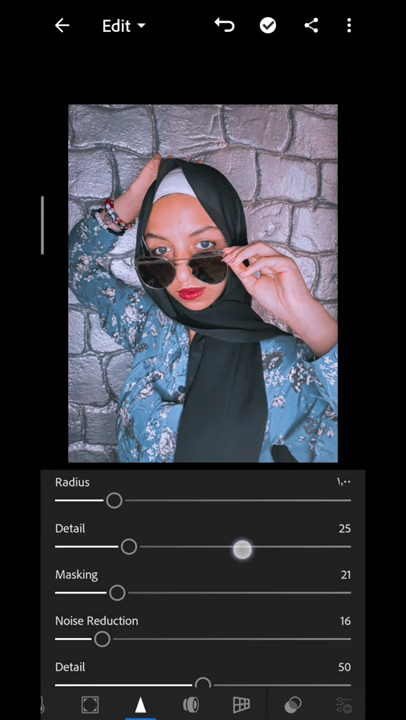 Edit
Radius ١,٠٠
Detail 25
Masking 21
Noise Reduction 16
Detail 50